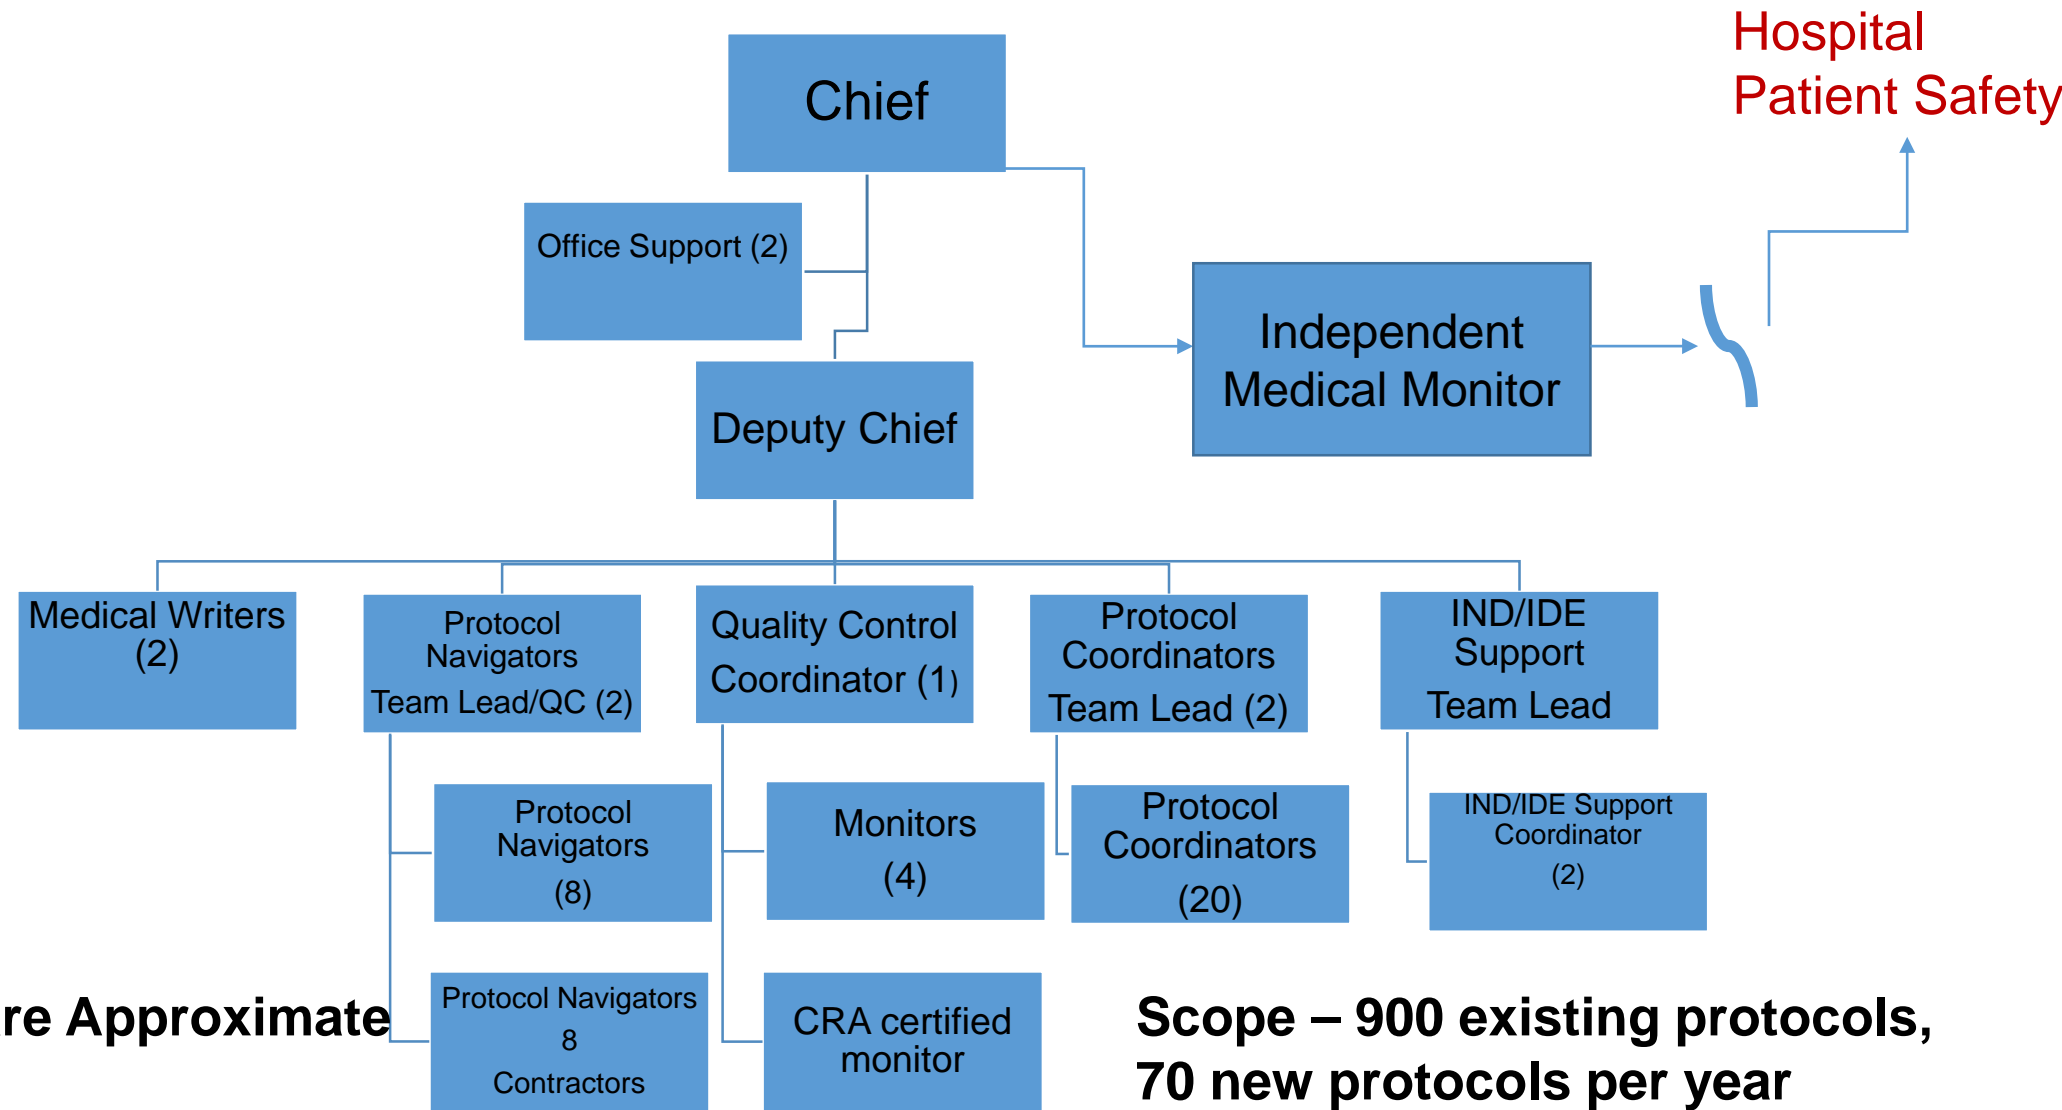 Hospital
Patient Safety
Chief
Office Support (2)
Independent
Medical Monitor
Deputy Chief
Medical Writers
(2)
Protocol
Navigators
Team Lead/QC (2)
Quality Control
Coordinator (1)
Protocol
Coordinators
Team Lead (2)
IND/IDE
Support
Team Lead
Protocol
Navigators
(8)
Monitors
(4)
Protocol
Coordinators
(20)
IND/IDE Support
Coordinator
(2)
Protocol Navigators
8
Contractors
CRA certified
monitor
re Approximate
Scope – 900 existing protocols,
70 new protocols per year